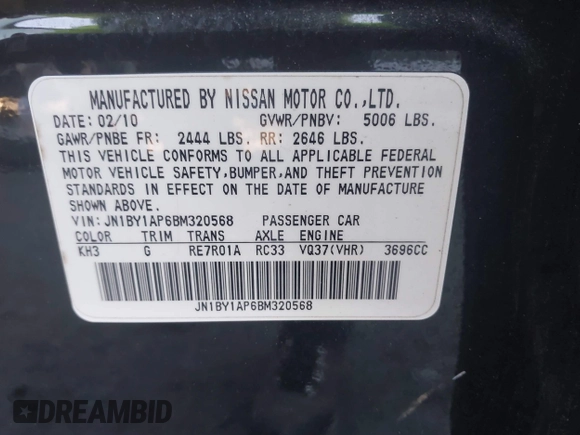 MANUFACTURED BY NISSAN MOTOR CO.,LTD.
DATE: 02/10 GVWR/PNBV: 5006 LBS.
GAWR/PNBE FR: 2444 LBS. RR: 2646 LBS.
THIS VEHICLE CONFORMS TO ALL APPLICABLE FEDERAL
MOTOR VEHICLE SAFETY,BUMPER,AND THEFT PREVENTION
STANDARDS IN EFFECT ON THE DATE OF MANUFACTURE
SHOWN ABOVE.
VIN: JN1BY1AP6BM320568 PASSENGER CAR
COLOR TRIM TRANS AXLE ENGINE
KH3 G RE7R01A RC33 VQ37(VHR) 3696CC
JN1BY1AP6BM320568
DREAMBID